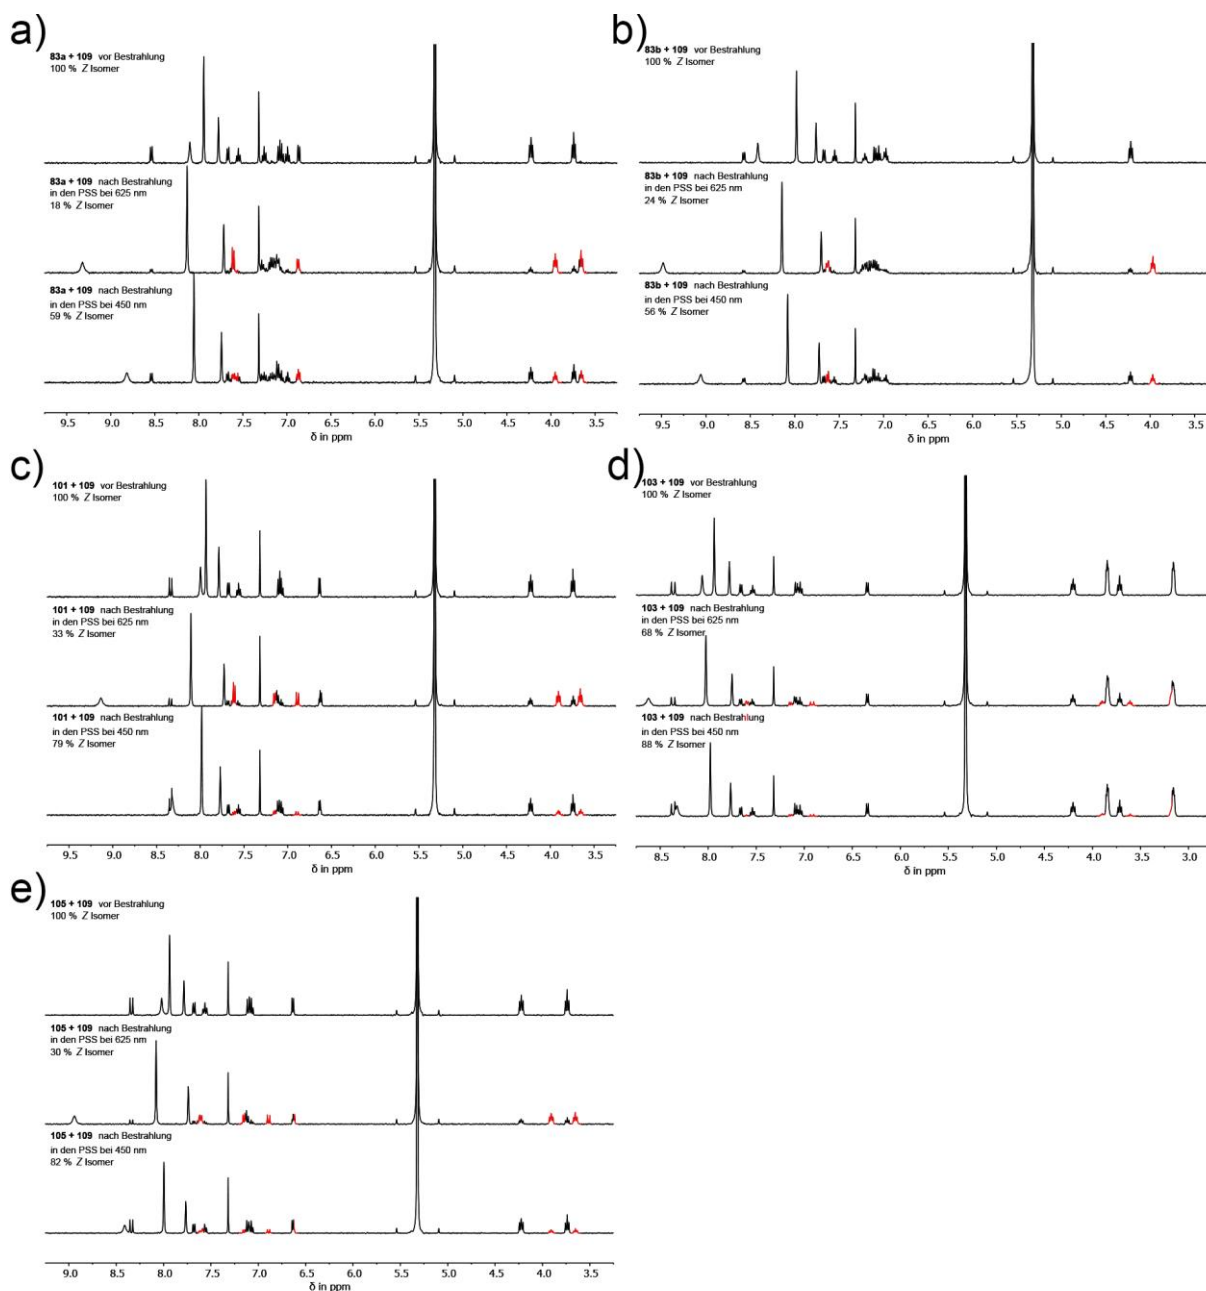 a)
83a + 109 vor Bestrahlung
100 % Z Isomer
83a + 109 nach Bestrahlung
in den PSS bei 625 nm
18 % Z Isomer
83a + 109 nach Bestrahlung
in den PSS bei 450 nm
59 % Z Isomer
9.5 9.0 8.5 8.0 7.5 7.0 6.5 6.0 5.5 5.0 4.5 4.0 3.5
δ in ppm
b)
83b + 109 vor Bestrahlung
100 % Z Isomer
83b + 109 nach Bestrahlung
in den PSS bei 625 nm
24 % Z Isomer
83b + 109 nach Bestrahlung
in den PSS bei 450 nm
56 % Z Isomer
9.5 9.0 8.5 8.0 7.5 7.0 6.5 6.0 5.5 5.0 4.5 4.0 3.5
δ in ppm
c)
101 + 109 vor Bestrahlung
100 % Z Isomer
101 + 109 nach Bestrahlung
in den PSS bei 625 nm
33 % Z Isomer
101 + 109 nach Bestrahlung
in den PSS bei 450 nm
79 % Z Isomer
9.5 9.0 8.5 8.0 7.5 7.0 6.5 6.0 5.5 5.0 4.5 4.0 3.5
δ in ppm
d)
103 + 109 vor Bestrahlung
100 % Z Isomer
103 + 109 nach Bestrahlung
in den PSS bei 625 nm
68 % Z Isomer
103 + 109 nach Bestrahlung
in den PSS bei 450 nm
88 % Z Isomer
8.5 8.0 7.5 7.0 6.5 6.0 5.5 5.0 4.5 4.0 3.5 3.0
δ in ppm
e)
105 + 109 vor Bestrahlung
100 % Z Isomer
105 + 109 nach Bestrahlung
in den PSS bei 625 nm
30 % Z Isomer
105 + 109 nach Bestrahlung
in den PSS bei 450 nm
82 % Z Isomer
9.0 8.5 8.0 7.5 7.0 6.5 6.0 5.5 5.0 4.5 4.0 3.5
δ in ppm